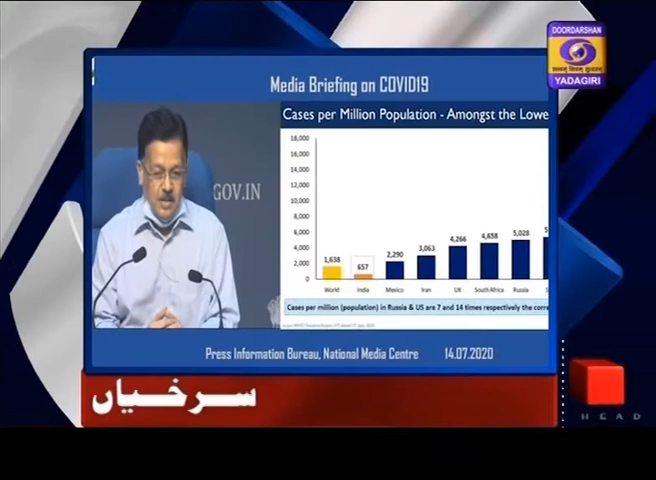 DOORDARSHAN
YADAGIRI
Media Briefing on COVID19
Cases per Million Population - Amongst the Lowe
18,000
16,000
14,000
12,000
10,000
8,000
6,000
4,000
2,000
0
1,638
657
2,290
3,063
4,266
4,658
5,028
World
India
Mexico
Iran
UK
South Africa
Russia
GOV.IN
Cases per million (population) in Russia & US are 7 and 14 times respectively the corre
Press Information Bureau, National Media Centre
14.07.2020
سرخیاں
HEAD